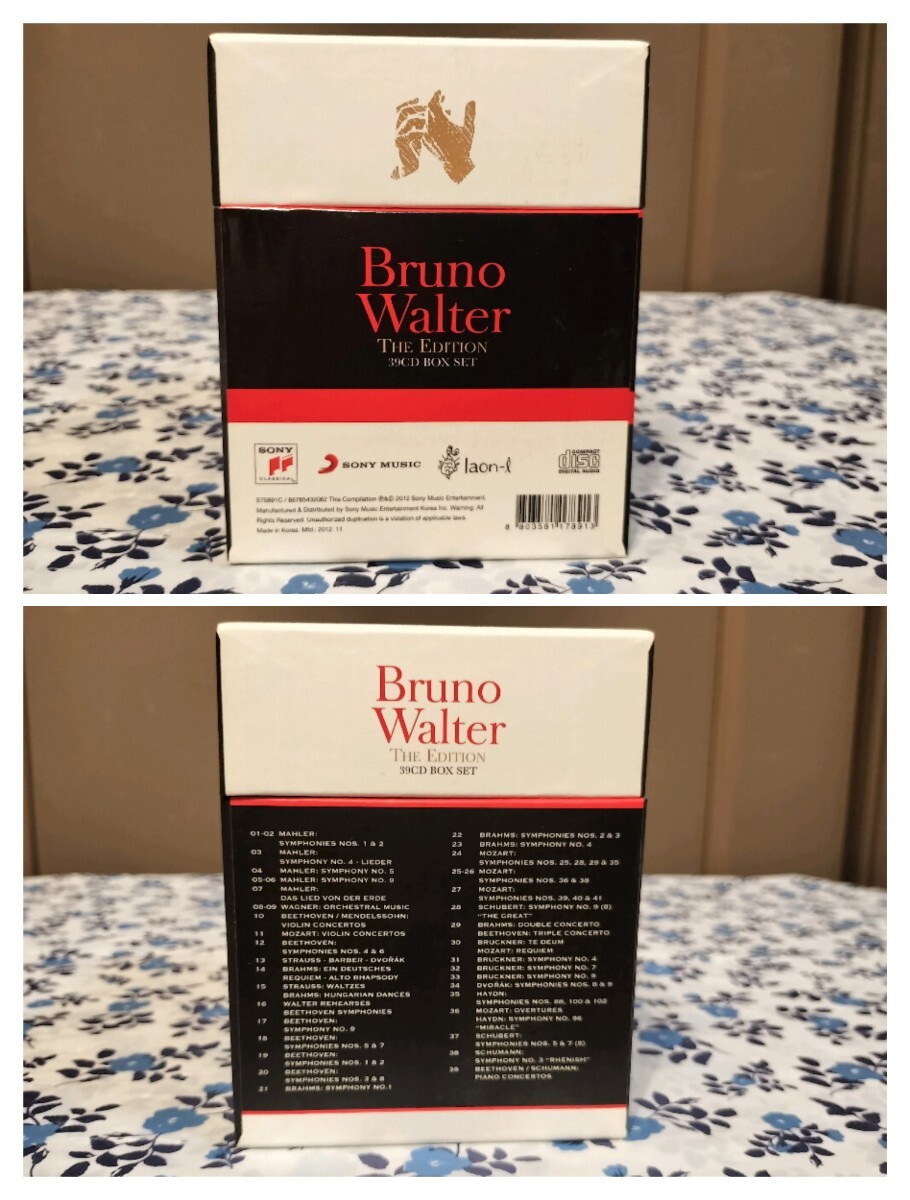 Bruno
Walter
THE EDITION
39CD BOX SET
SONY
CLASSICAL
SONY MUSIC
laon-i
COMPACT
disc
DIGITAL AUDIO
S70891C / 88765432062 This Compilation ℗&© 2012 Sony Music Entertainment.
Manufactured & Distributed by Sony Music Entertainment Korea Inc. Warning: All
Rights Reserved. Unauthorized duplication is a violation of applicable laws.
Made in Korea. Mfd.: 2012. 11
8 803581 178913
Bruno
Walter
THE EDITION
39CD BOX SET
01-02 MAHLER:
SYMPHONIES NOS. 1 & 2
03 MAHLER:
SYMPHONY NO. 4 - LIEDER
04 MAHLER: SYMPHONY NO. 5
05-06 MAHLER: SYMPHONY NO. 9
07 MAHLER:
DAS LIED VON DER ERDE
08-09 WAGNER: ORCHESTRAL MUSIC
10 BEETHOVEN / MENDELSSOHN:
VIOLIN CONCERTOS
11 MOZART: VIOLIN CONCERTOS
12 BEETHOVEN:
SYMPHONIES NOS. 4 & 6
13 STRAUSS - BARBER - DVOŘÁK
14 BRAHMS: EIN DEUTSCHES
REQUIEM - ALTO RHAPSODY
15 STRAUSS: WALTZES
BRAHMS: HUNGARIAN DANCES
16 WALTER REHEARSES
BEETHOVEN SYMPHONIES
17 BEETHOVEN:
SYMPHONY NO. 9
18 BEETHOVEN:
SYMPHONIES NOS. 5 & 7
19 BEETHOVEN:
SYMPHONIES NOS. 1 & 2
20 BEETHOVEN:
SYMPHONIES NOS. 3 & 8
21 BRAHMS: SYMPHONY NO.1
22 BRAHMS: SYMPHONIES NOS. 2 & 3
23 BRAHMS: SYMPHONY NO. 4
24 MOZART:
SYMPHONIES NOS. 25, 28, 29 & 35
25-26 MOZART:
SYMPHONIES NOS. 36 & 38
27 MOZART:
SYMPHONIES NOS. 39, 40 & 41
28 SCHUBERT: SYMPHONY NO. 9 (8)
"THE GREAT"
29 BRAHMS: DOUBLE CONCERTO
BEETHOVEN: TRIPLE CONCERTO
30 BRUCKNER: TE DEUM
MOZART: REQUIEM
31 BRUCKNER: SYMPHONY NO. 4
32 BRUCKNER: SYMPHONY NO. 7
33 BRUCKNER: SYMPHONY NO. 9
34 DVOŘÁK: SYMPHONIES NOS. 8 & 9
35 HAYDN:
SYMPHONIES NOS. 88, 100 & 102
36 MOZART: OVERTURES
HAYDN: SYMPHONY NO. 96
"MIRACLE"
37 SCHUBERT:
SYMPHONIES NOS. 5 & 7 (8)
38 SCHUMANN:
SYMPHONY NO. 3 "RHENISH"
39 BEETHOVEN / SCHUMANN:
PIANO CONCERTOS